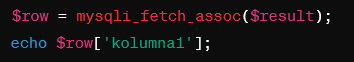 $row = mysqli_fetch_assoc($result);
echo $row['kolumna1'];